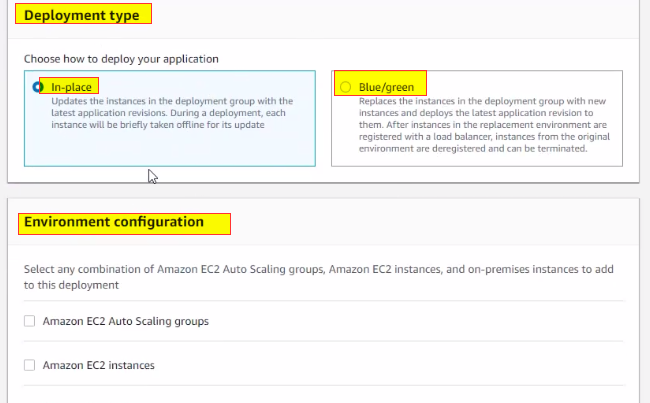 Deployment type
Choose how to deploy your application
In-place
Updates the instances in the deployment group with the
latest application revisions. During a deployment, each
instance will be briefly taken offline for its update
Blue/green
Replaces the instances in the deployment group with new
instances and deploys the latest application revision to
them. After instances in the replacement environment are
registered with a load balancer, instances from the original
environment are deregistered and can be terminated.
Environment configuration
Select any combination of Amazon EC2 Auto Scaling groups, Amazon EC2 instances, and on-premises instances to add
to this deployment
Amazon EC2 Auto Scaling groups
Amazon EC2 instances